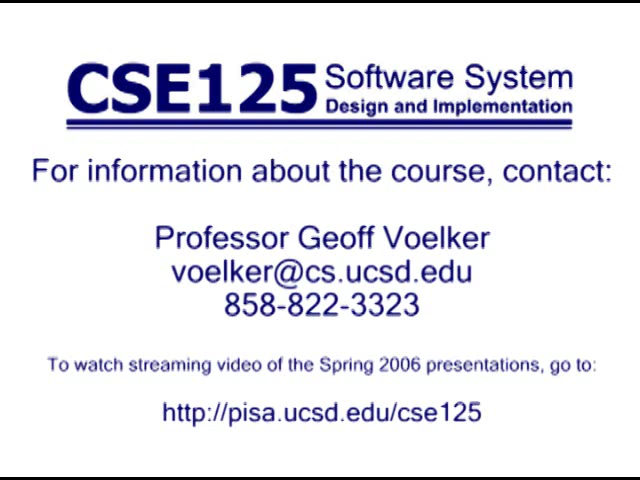 CSE125 Software System
Design and Implementation
For information about the course, contact:
Professor Geoff Voelker
voelker@cs.ucsd.edu
858-822-3323
To watch streaming video of the Spring 2006 presentations, go to:
http://pisa.ucsd.edu/cse125